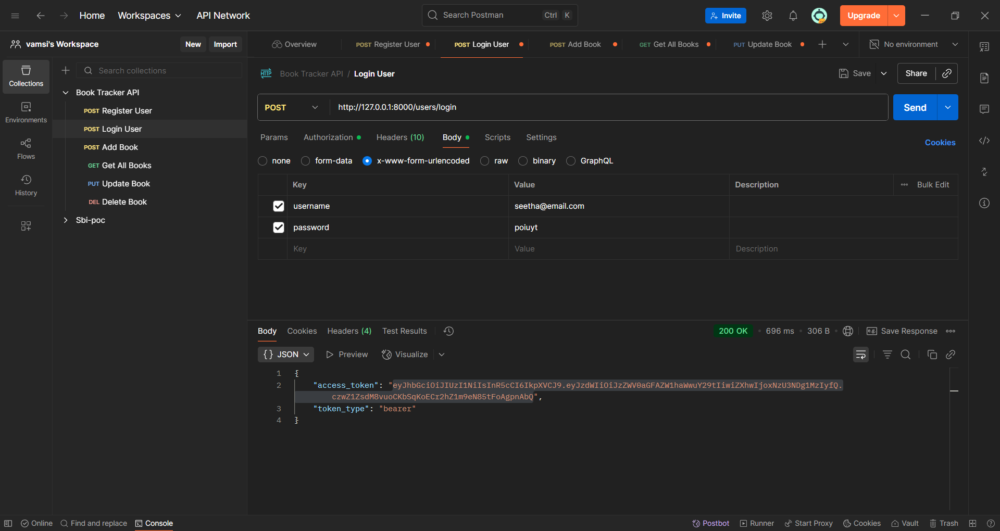 Home
Workspaces
API Network
Search Postman
Ctrl
K
Invite
Upgrade
vamsi's Workspace
New
Import
Overview
POST Register User
POST Login User
POST Add Book
GET Get All Books
PUT Update Book
No environment
Collections
Environments
Flows
History
Search collections
Book Tracker API
POST Register User
POST Login User
POST Add Book
GET Get All Books
PUT Update Book
DEL Delete Book
Sbi-poc
HTTP
Book Tracker API / Login User
Save
Share
POST
http://127.0.0.1:8000/users/login
Send
Params
Authorization
Headers (10)
Body
Scripts
Settings
Cookies
none
form-data
x-www-form-urlencoded
raw
binary
GraphQL
Key
Value
Description
Bulk Edit
username
seetha@email.com
password
poiuyt
Key
Value
Description
Body
Cookies
Headers (4)
Test Results
200 OK
696 ms
306 B
e.g.
Save Response
{} JSON
Preview
Visualize
1 {
2 "access_token": "eyJhbGciOiJIUzI1NiIsInR5cCI6IkpXVCJ9.eyJzdWIiOiJzZWV0aGFAZW1haWwuY29tIiwiZXhwIjoxNzU3NDg1MzIyfQ.
czwZ1ZsdM8vuoCKbSqKoECr2hZ1m9eN85tFoAgpnAbQ",
3 "token_type": "bearer"
4 }
Online
Find and replace
Console
Postbot
Runner
Start Proxy
Cookies
Vault
Trash